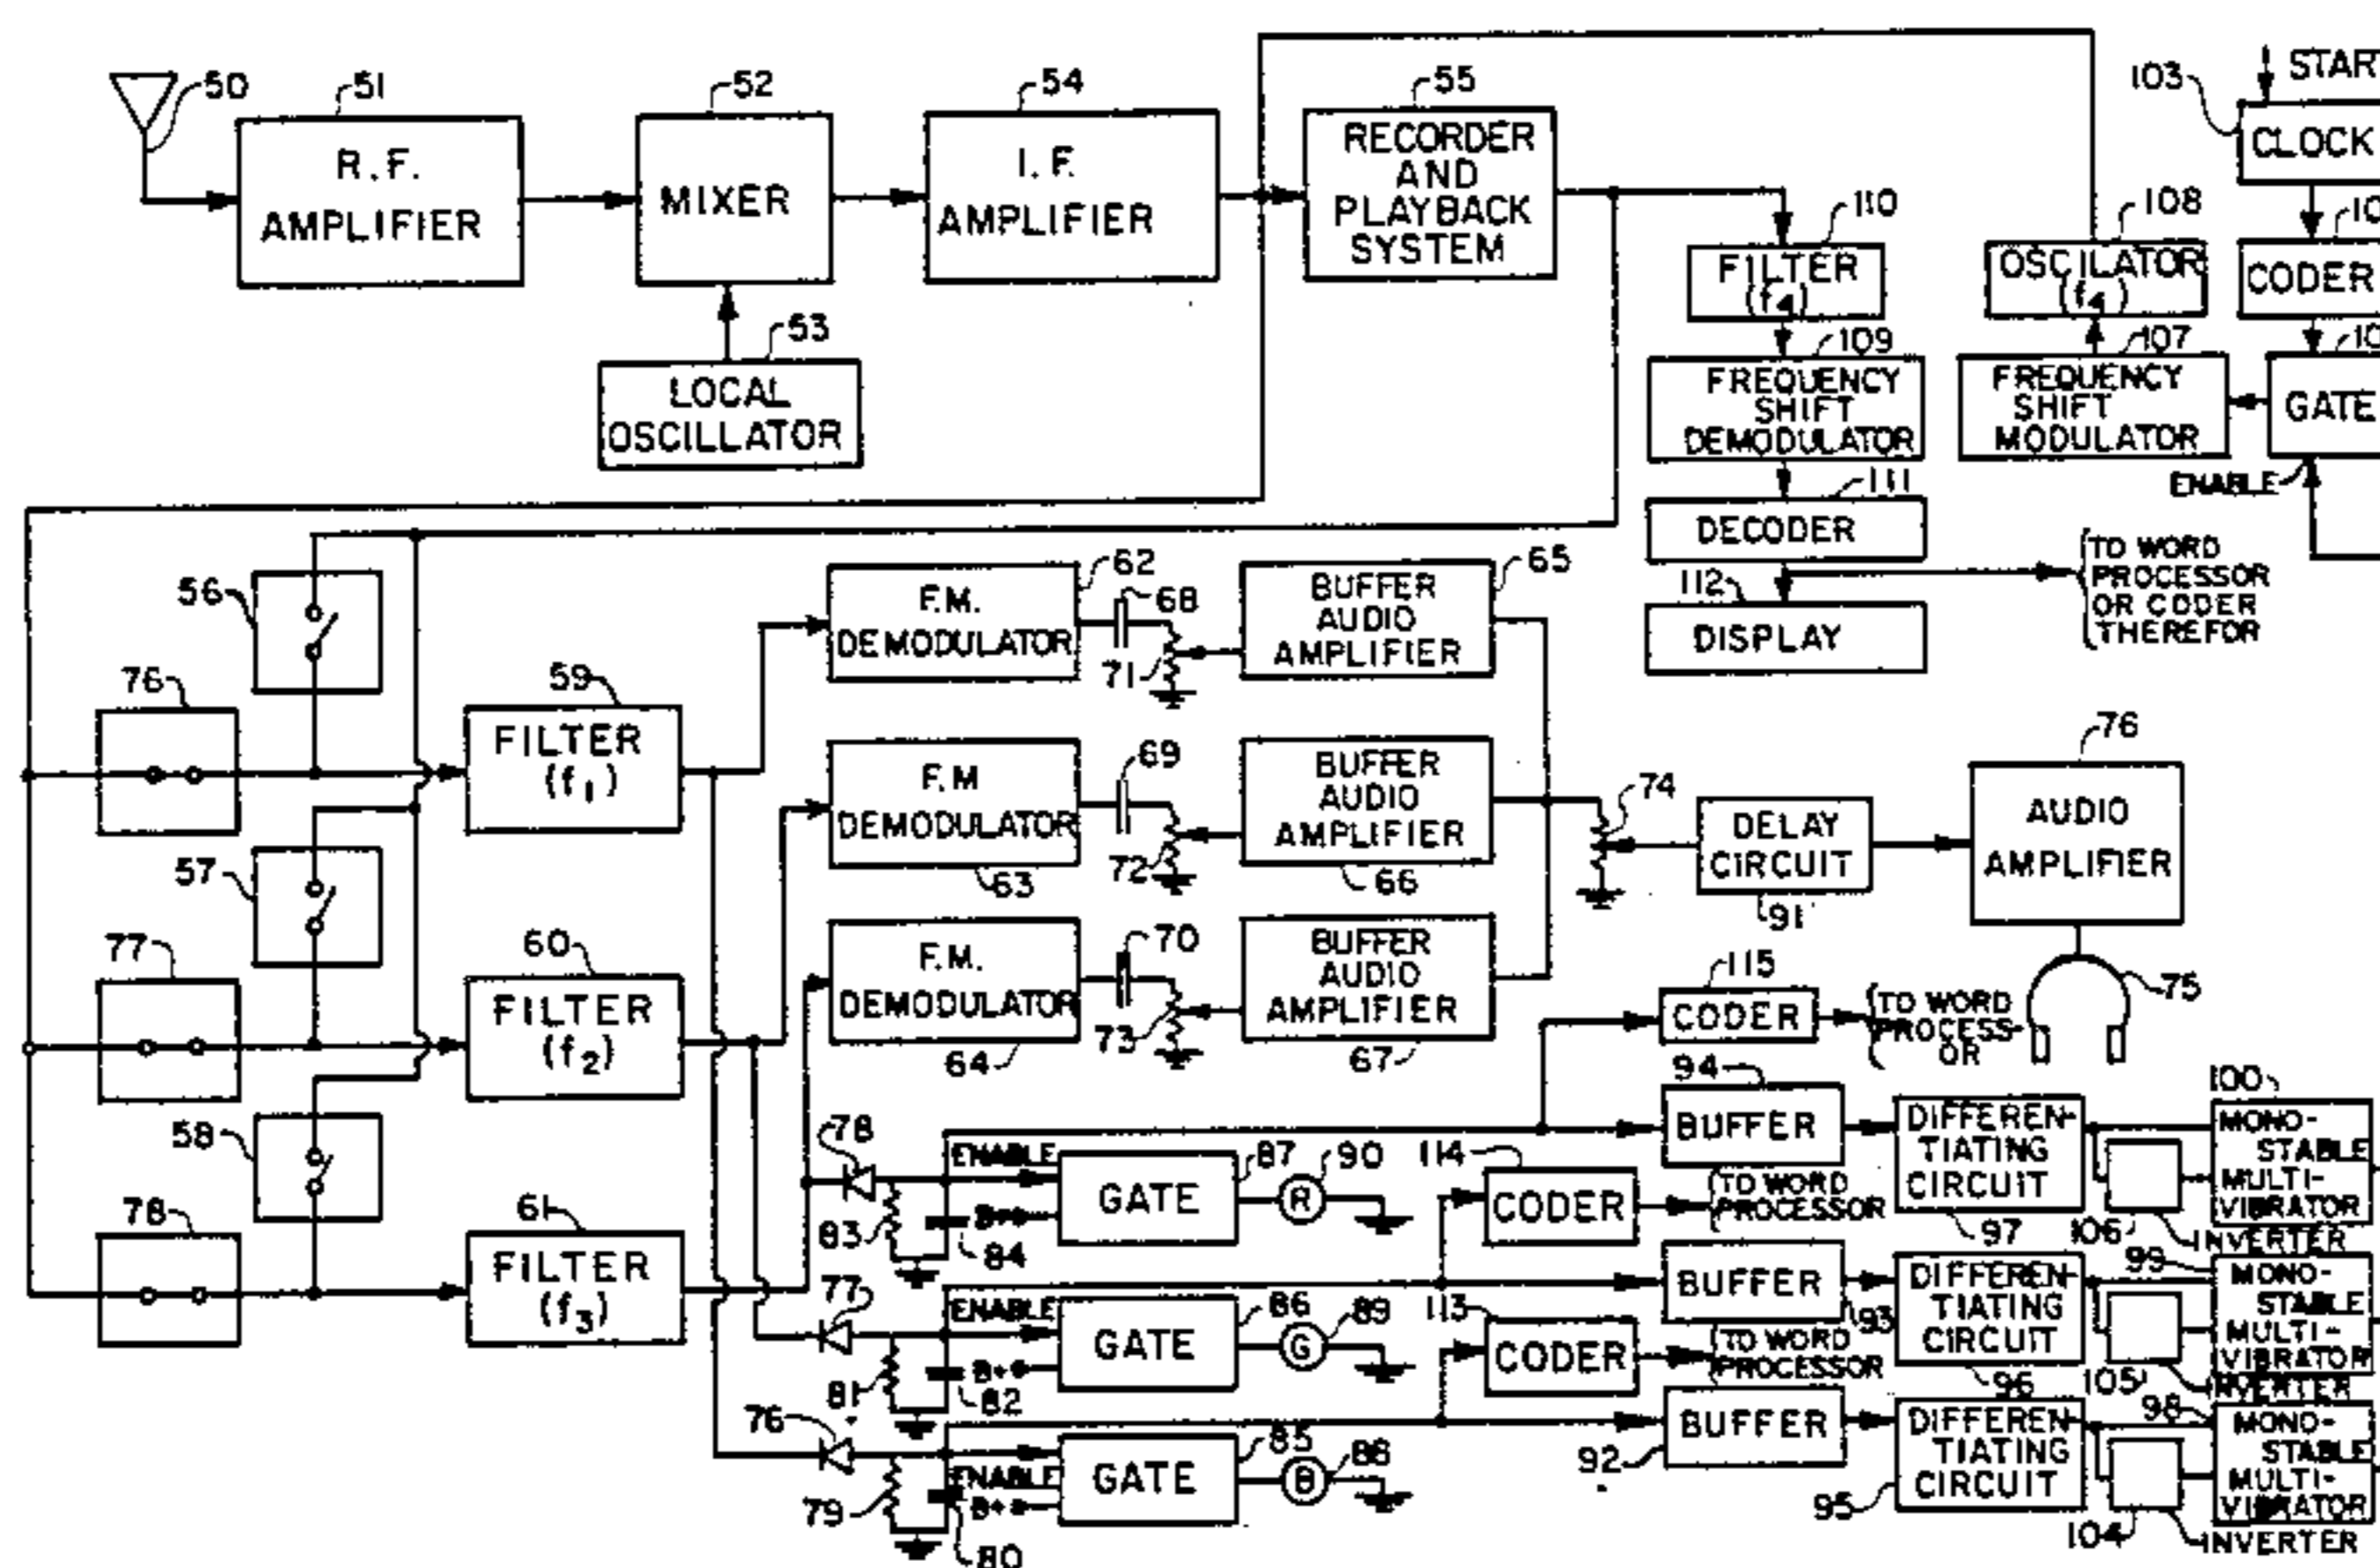 50
51
R.F.
AMPLIFIER
52
MIXER
53
LOCAL
OSCILLATOR
54
I.F.
AMPLIFIER
55
RECORDER
AND
PLAYBACK
SYSTEM
110
FILTER
(f4)
109
FREQUENCY
SHIFT
DEMODULATOR
111
DECODER
112
DISPLAY
TO WORD
PROCESSOR
OR CODER
THEREFOR
108
OSCILATOR
(f4)
107
FREQUENCY
SHIFT
MODULATOR
START
103
CLOCK
CODER
GATE
ENABLE
56
76
57
77
58
78
59
FILTER
(f1)
60
FILTER
(f2)
61
FILTER
(f3)
62
F.M.
DEMODULATOR
68
71
65
BUFFER
AUDIO
AMPLIFIER
F.M
DEMODULATOR
63
69
72
BUFFER
AUDIO
AMPLIFIER
66
F.M.
DEMODULATOR
64
70
73
BUFFER
AUDIO
AMPLIFIER
67
74
DELAY
CIRCUIT
91
76
AUDIO
AMPLIFIER
75
115
CODER
TO WORD
PROCESS-
OR
78
83
84
ENABLE
B+
87
GATE
90
R
114
CODER
TO WORD
PROCESSOR
94
BUFFER
DIFFEREN-
TIATING
CIRCUIT
97
106
INVERTER
100
MONO-
STABLE
MULTI-
VIBRATOR
77
81
82
ENABLE
B+
86
GATE
89
G
113
CODER
TO WORD
PROCESSOR
BUFFER
93
DIFFEREN-
TIATING
CIRCUIT
96
105
INVERTER
99
MONO-
STABLE
MULTI-
VIBRATOR
76
79
80
ENABLE
B+
85
GATE
88
B
BUFFER
92
DIFFEREN-
TIATING
CIRCUIT
95
104
INVERTER
98
MONO-
STABLE
MULTI-
VIBRATOR